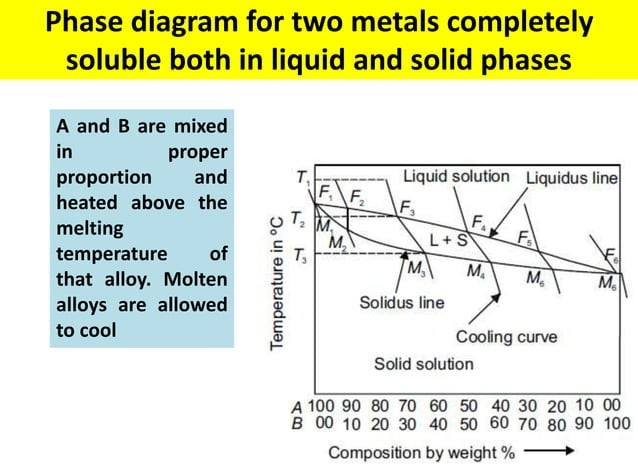 Phase diagram for two metals completely
soluble both in liquid and solid phases
A and B are mixed
in proper
proportion and
heated above the
melting
temperature of
that alloy. Molten
alloys are allowed
to cool
T₁
Liquid solution
Liquidus line
F₁
F₂
F₃
T₂
M₁
F₄
M₂
L + S
F₅
T₃
F₆
M₃
M₄
M₆
M₆
Temperature in °C
Solidus line
Cooling curve
Solid solution
A 100 90 80 70 60 50 40 30 20 10 00
B 00 10 20 30 40 50 60 70 80 90 100
Composition by weight %